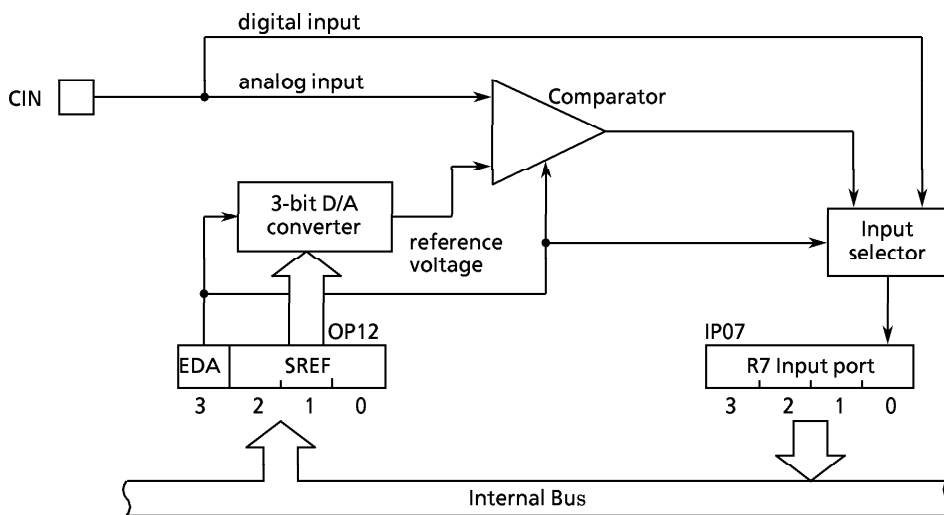 digital input
CIN
analog input
Comparator
3-bit D/A
converter
reference
voltage
Input
selector
OP12
IP07
EDA
SREF
R7 Input port
3 2 1 0
3 2 1 0
Internal Bus